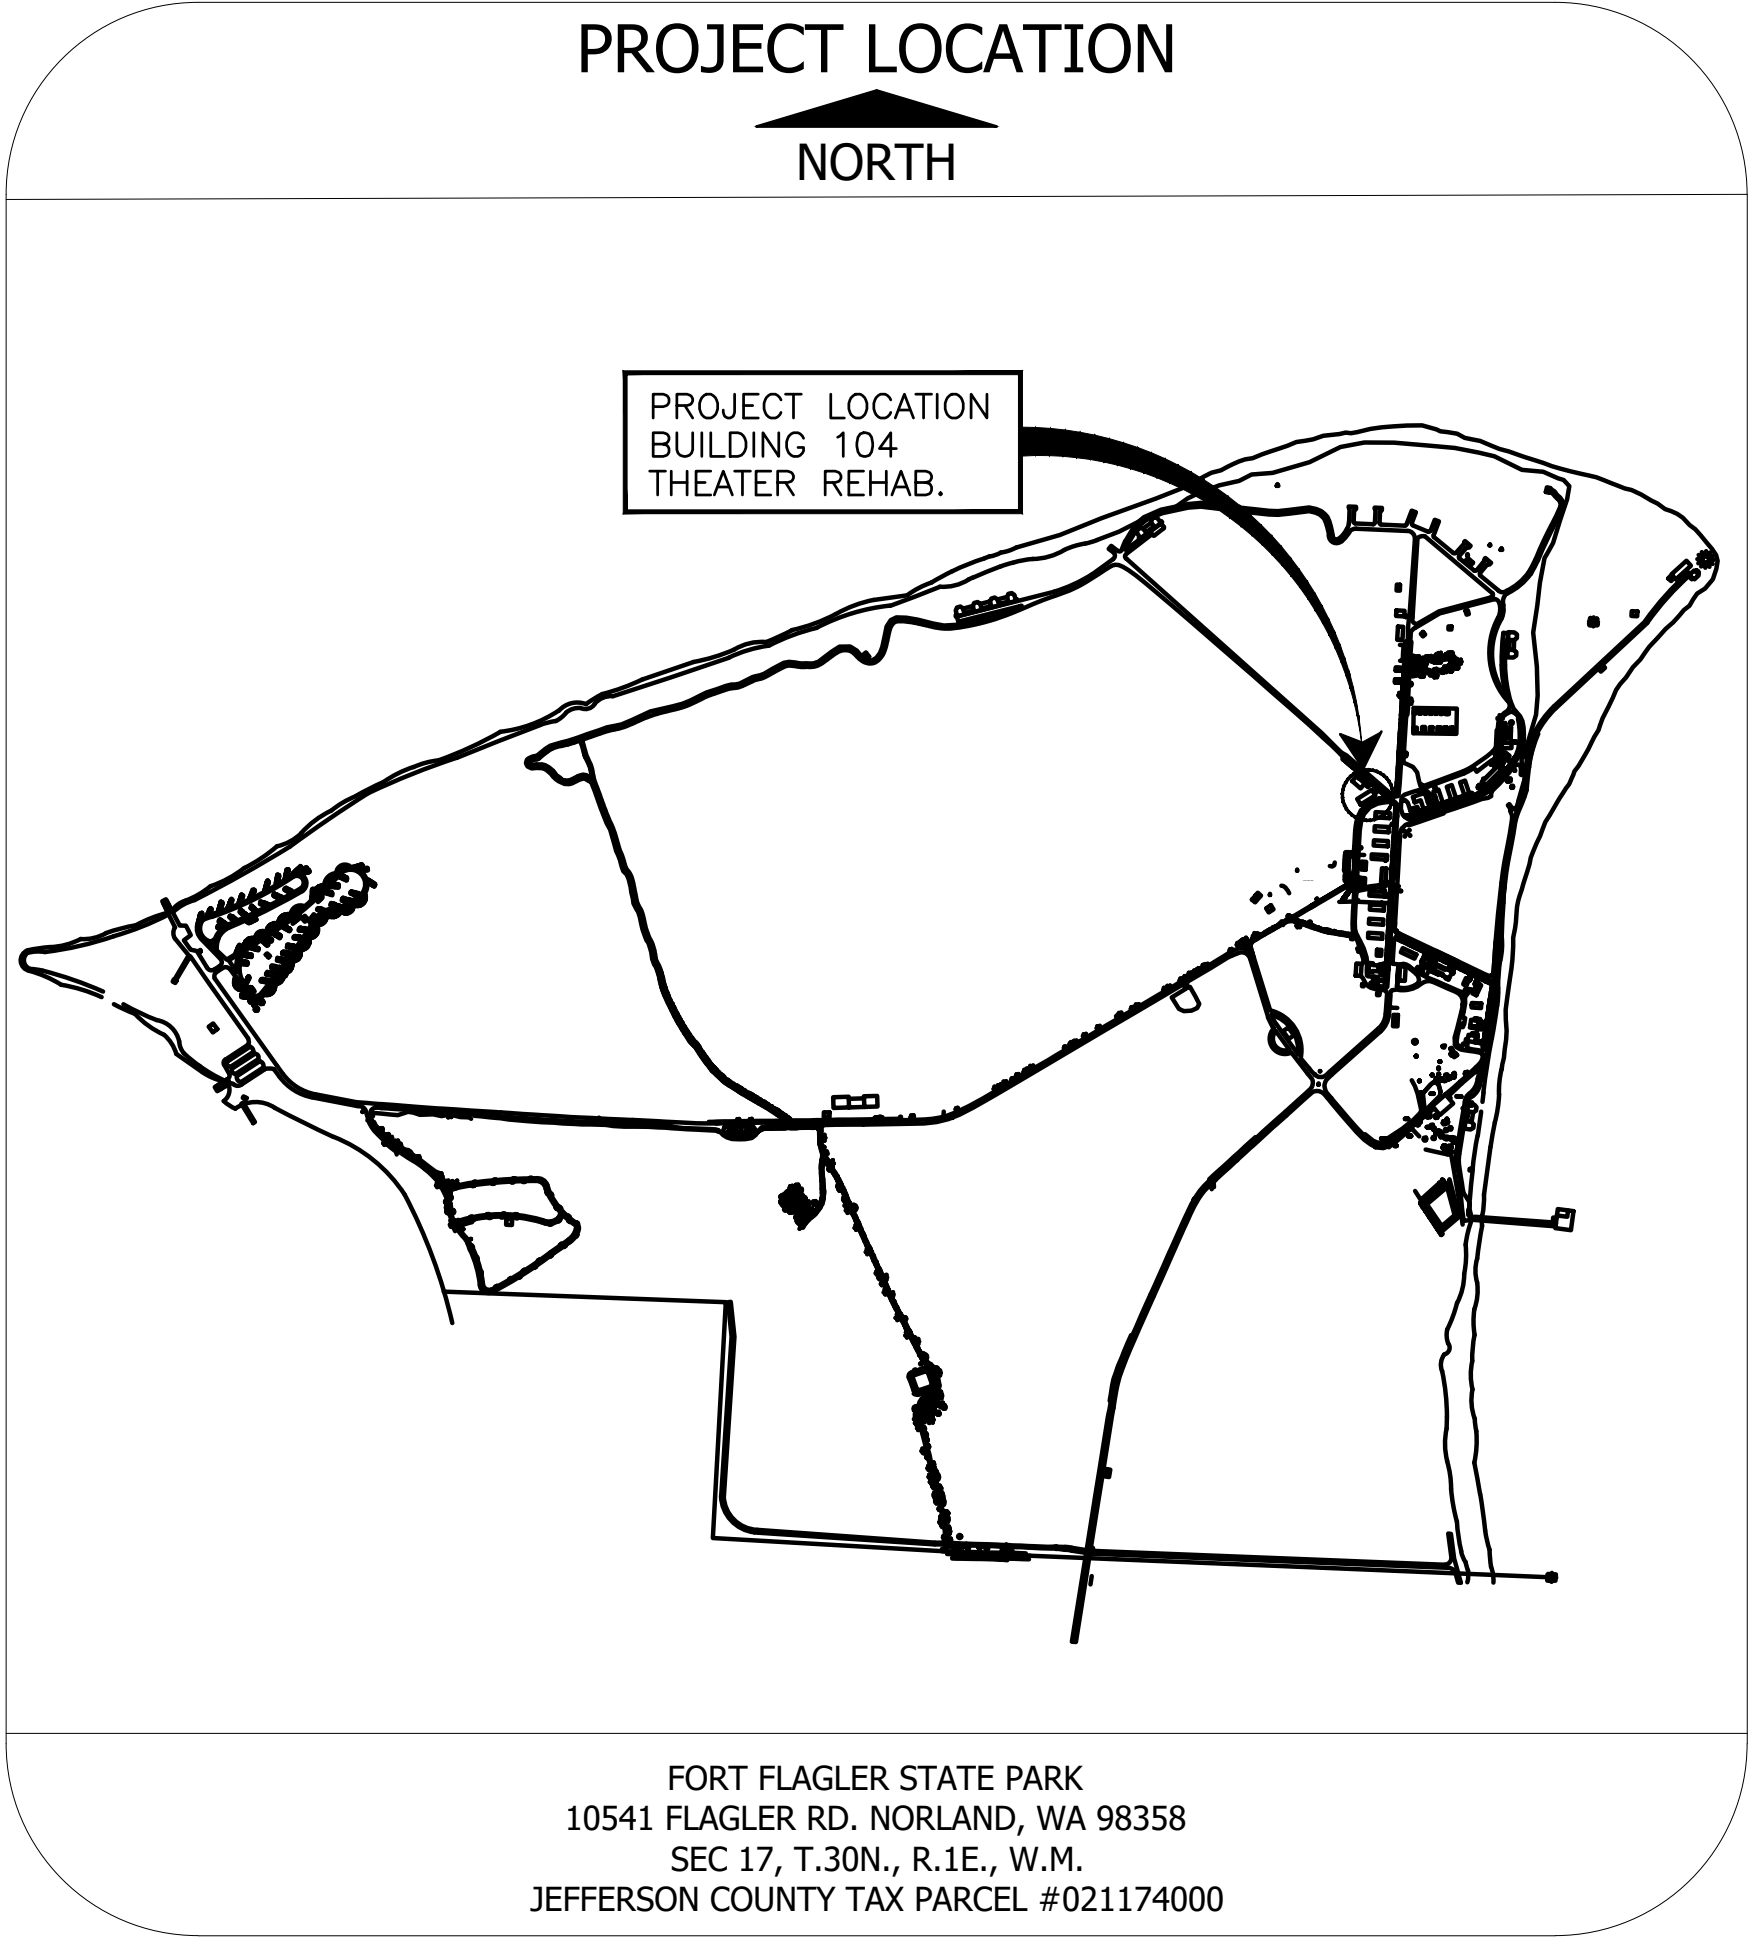 PROJECT LOCATION
NORTH
PROJECT LOCATION
BUILDING 104
THEATER REHAB.
FORT FLAGLER STATE PARK
10541 FLAGLER RD. NORLAND, WA 98358
SEC 17, T.30N., R.1E., W.M.
JEFFERSON COUNTY TAX PARCEL #021174000